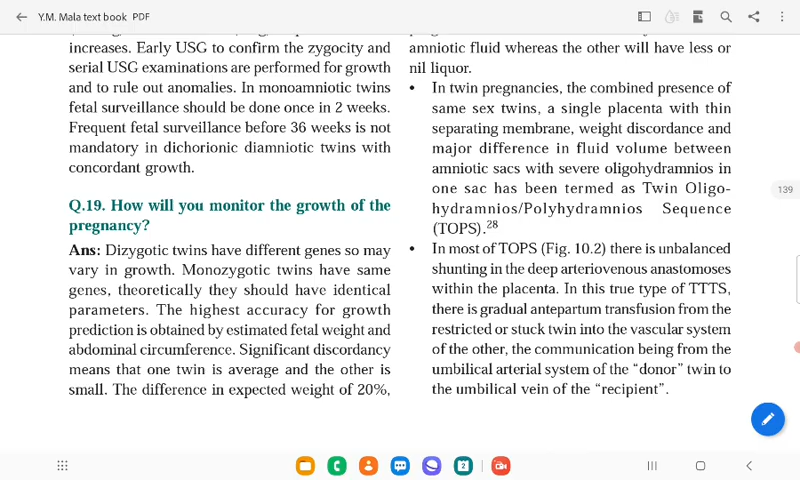 Y.M. Mala text book PDF
increases. Early USG to confirm the zygocity and
serial USG examinations are performed for growth
and to rule out anomalies. In monoamniotic twins
fetal surveillance should be done once in 2 weeks.
Frequent fetal surveillance before 36 weeks is not
mandatory in dichorionic diamniotic twins with
concordant growth.
Q.19. How will you monitor the growth of the
pregnancy?
Ans: Dizygotic twins have different genes so may
vary in growth. Monozygotic twins have same
genes, theoretically they should have identical
parameters. The highest accuracy for growth
prediction is obtained by estimated fetal weight and
abdominal circumference. Significant discordancy
means that one twin is average and the other is
small. The difference in expected weight of 20%,
amniotic fluid whereas the other will have less or
nil liquor.
• In twin pregnancies, the combined presence of
same sex twins, a single placenta with thin
separating membrane, weight discordance and
major difference in fluid volume between
amniotic sacs with severe oligohydramnios in
one sac has been termed as Twin Oligo-
hydramnios/Polyhydramnios Sequence
(TOPS).28
• In most of TOPS (Fig. 10.2) there is unbalanced
shunting in the deep arteriovenous anastomoses
within the placenta. In this true type of TTTS,
there is gradual antepartum transfusion from the
restricted or stuck twin into the vascular system
of the other, the communication being from the
umbilical arterial system of the “donor” twin to
the umbilical vein of the “recipient”.
139
2